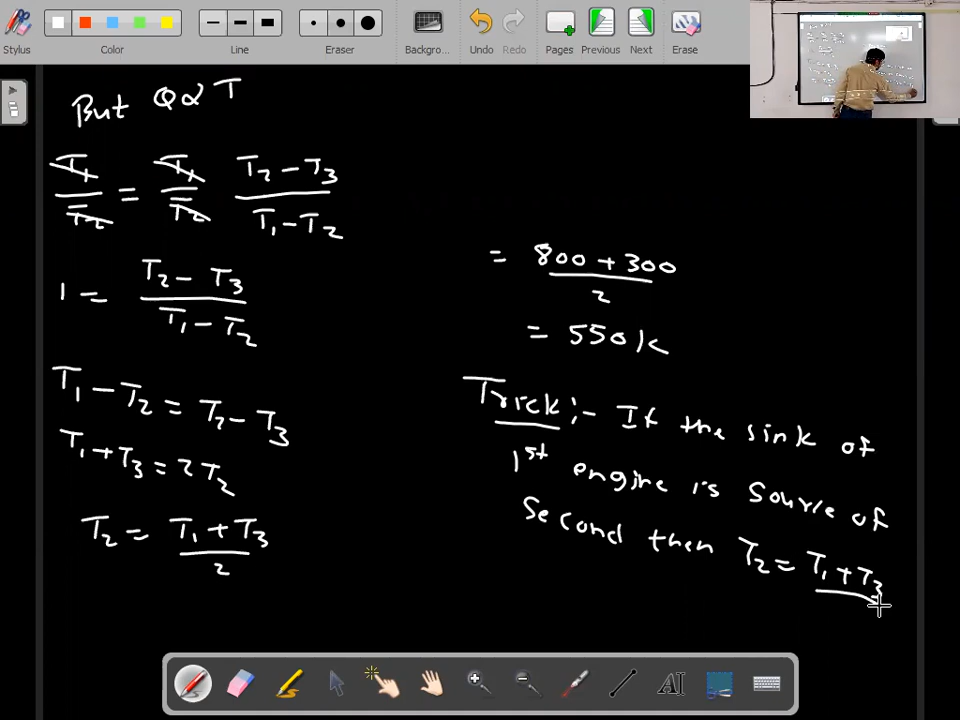 Stylus
Color
Line
Eraser
Backgro...
Undo
Redo
Pages
Previous
Next
Erase
But Q α T
T1/T2 = T1/T2 T2 - T3/T1 - T2
1 = T2 - T3/T1 - T2
T1 - T2 = T2 - T3
T1 + T3 = 2T2
T2 = T1 + T3/2
= 800 + 300/2
= 550 K
Trick :- If the sink of
1st engine is source of
Second then T2 = T1 + T3
AI